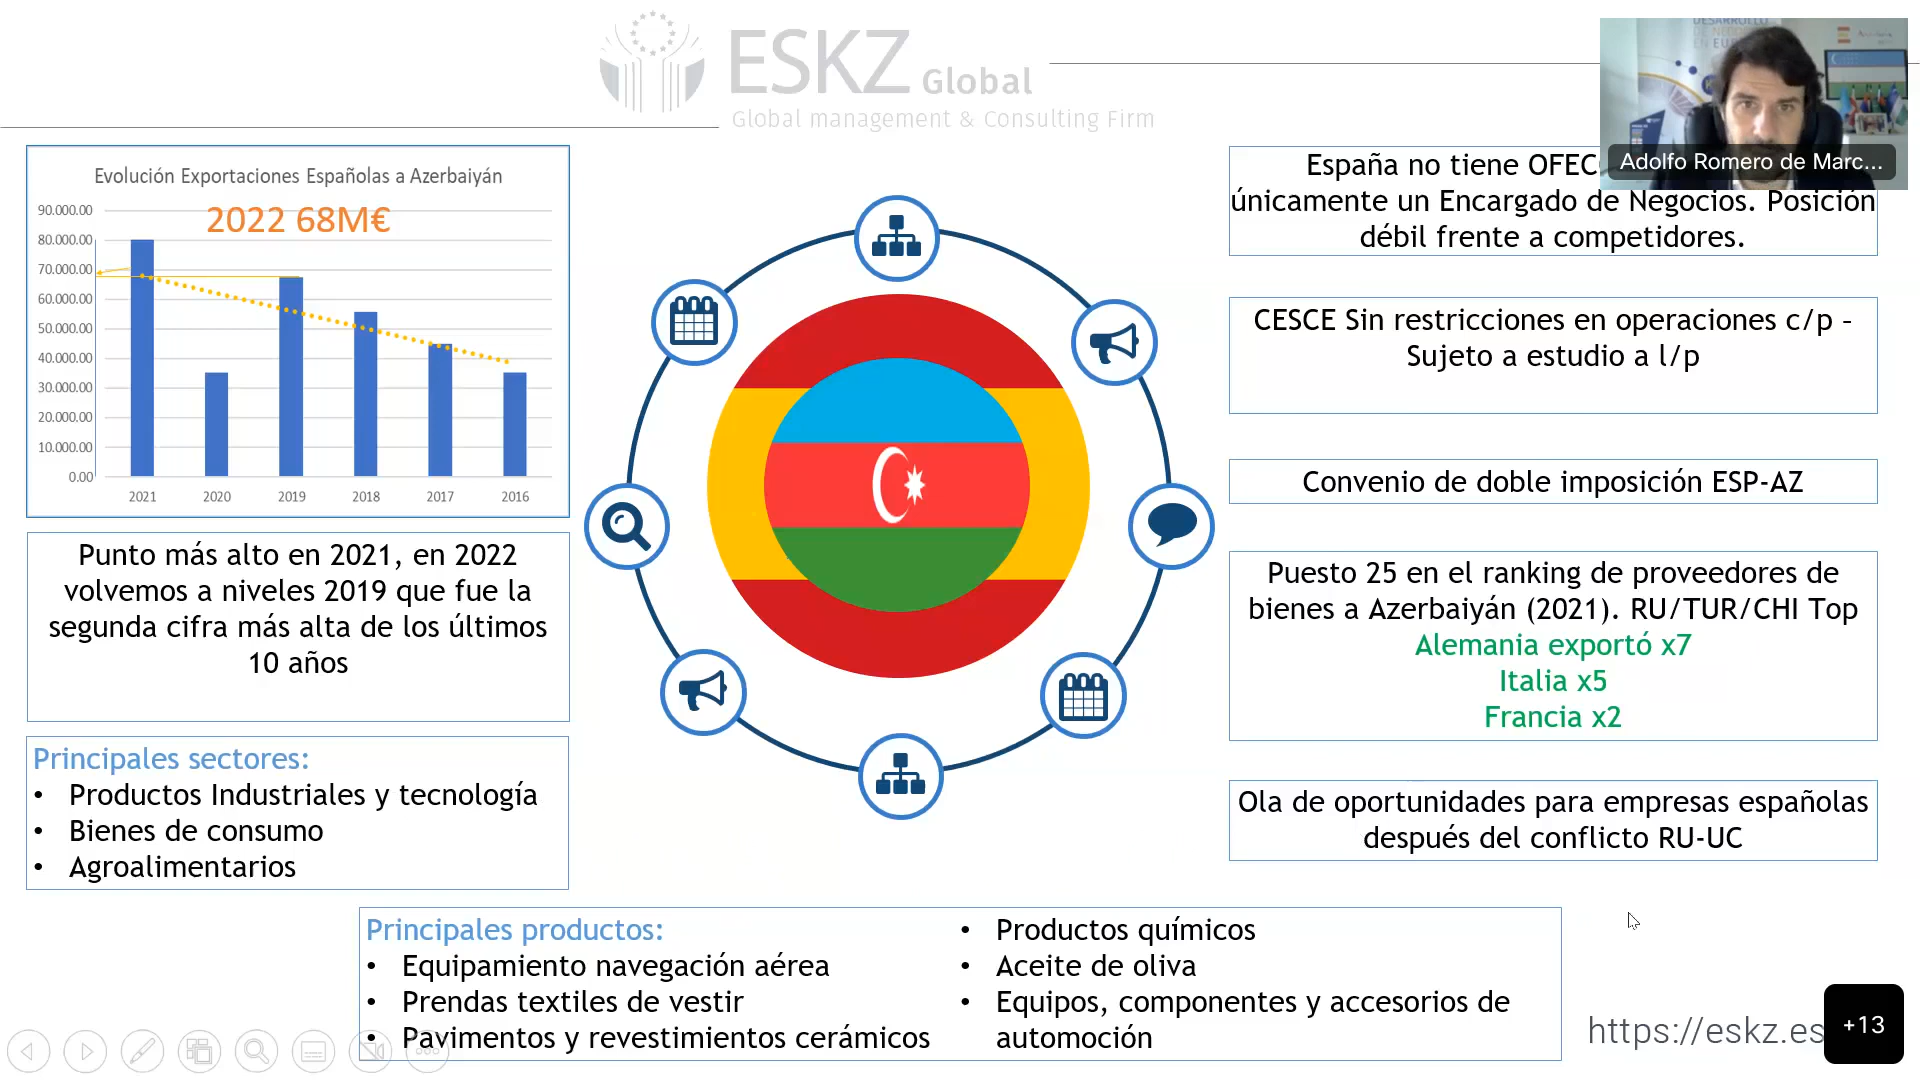 ESKZ Global
Global management & Consulting Firm
DESARROLLO
EN EUR
Adolfo Romero de Marc...
Evolución Exportaciones Españolas a Azerbaiyán
2022 68M€
90.000.00
80.000.00
70.000.00
60.000.00
50.000.00
40.000.00
30.000.00
20.000.00
10.000.00
0.00
2021 2020 2019 2018 2017 2016
Punto más alto en 2021, en 2022
volvemos a niveles 2019 que fue la
segunda cifra más alta de los últimos
10 años
Principales sectores:
• Productos Industriales y tecnología
• Bienes de consumo
• Agroalimentarios
España no tiene
únicamente un Encargado de Negocios. Posición
débil frente a competidores.
CESCE Sin restricciones en operaciones c/p –
Sujeto a estudio a l/p
Convenio de doble imposición ESP-AZ
Puesto 25 en el ranking de proveedores de
bienes a Azerbaiyán (2021). RU/TUR/CHI Top
Alemania exportó x7
Italia x5
Francia x2
Ola de oportunidades para empresas españolas
después del conflicto RU-UC
Principales productos:
• Equipamiento navegación aérea
• Prendas textiles de vestir
• Pavimentos y revestimientos cerámicos
• Productos químicos
• Aceite de oliva
• Equipos, componentes y accesorios de
automoción
https://eskz.es
+13